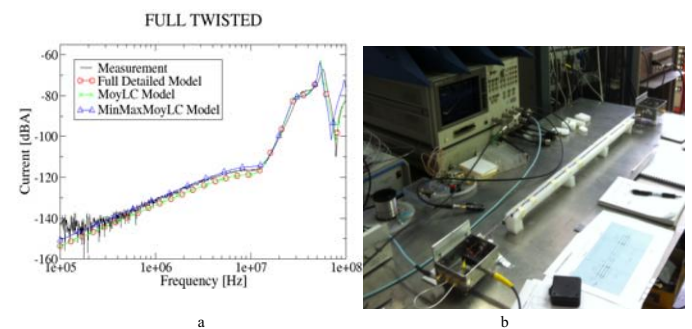 FULL TWISTED
-60
-80
-100
-120
-140
-160
Current [dBA]
Measurement
Full Detailed Model
MoyLC Model
MinMaxMoyLC Model
1e+05
1e+06
1e+07
1e+08
Frequency [Hz]
a
b